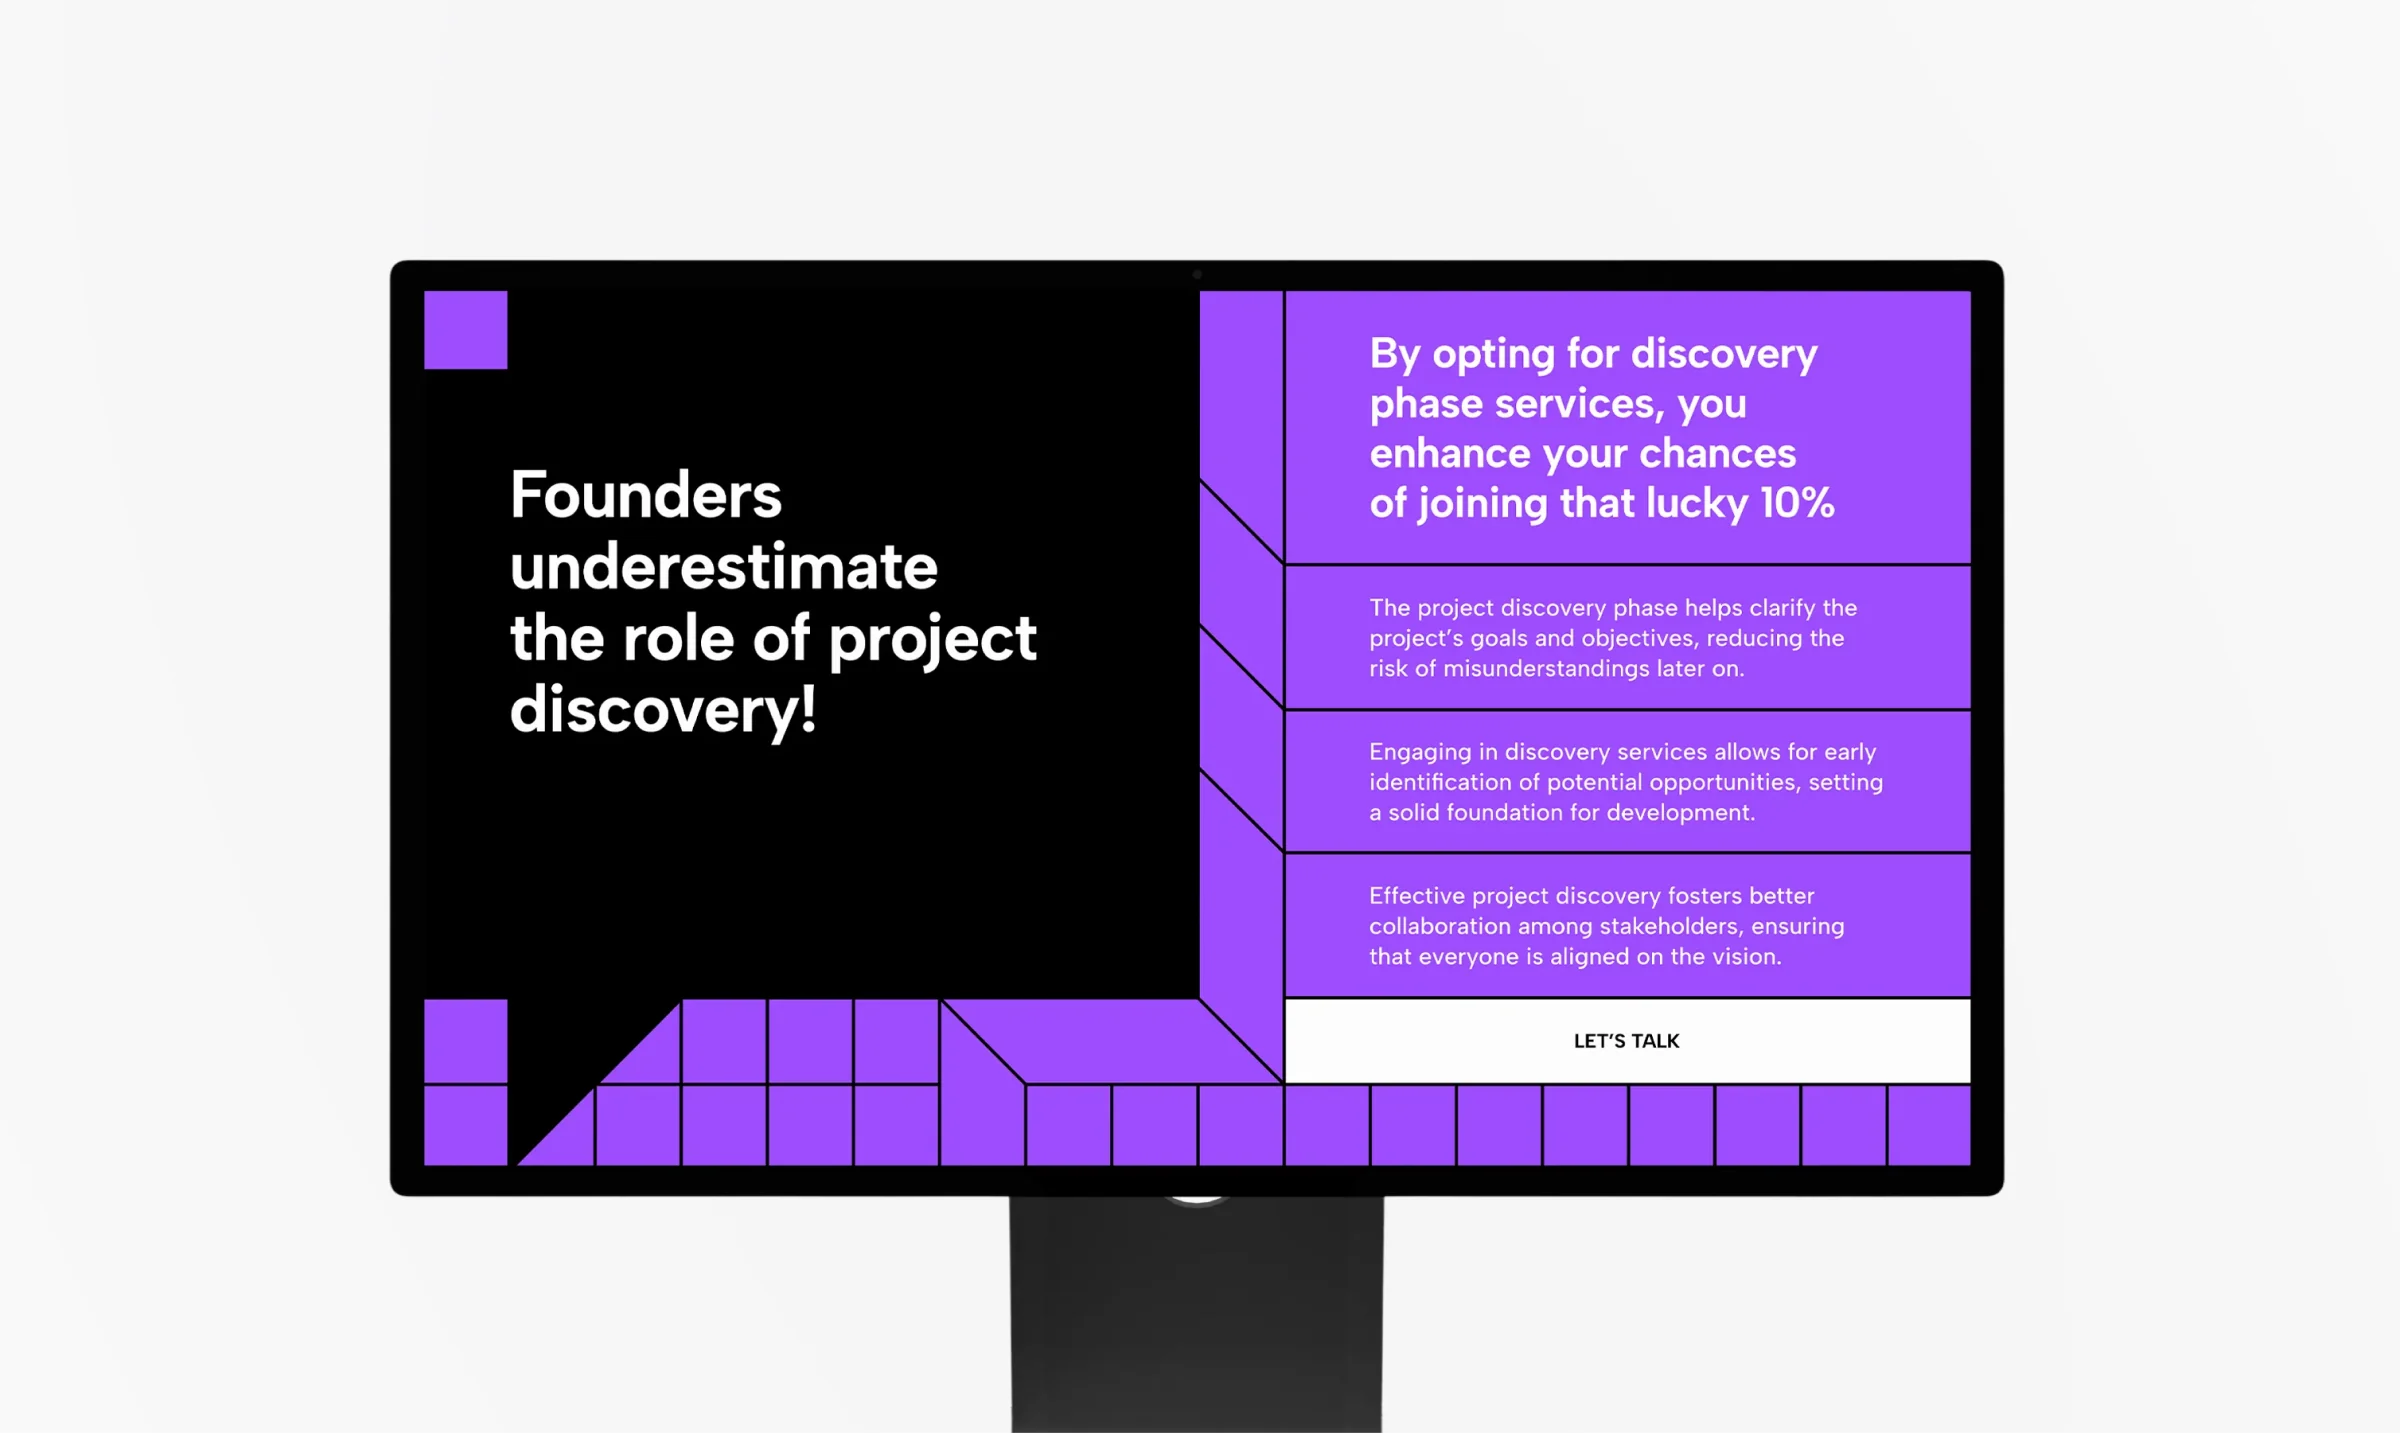 Founders
underestimate
the role of project
discovery!
By opting for discovery
phase services, you
enhance your chances
of joining that lucky 10%
The project discovery phase helps clarify the
project’s goals and objectives, reducing the
risk of misunderstandings later on.
Engaging in discovery services allows for early
identification of potential opportunities, setting
a solid foundation for development.
Effective project discovery fosters better
collaboration among stakeholders, ensuring
that everyone is aligned on the vision.
LET’S TALK